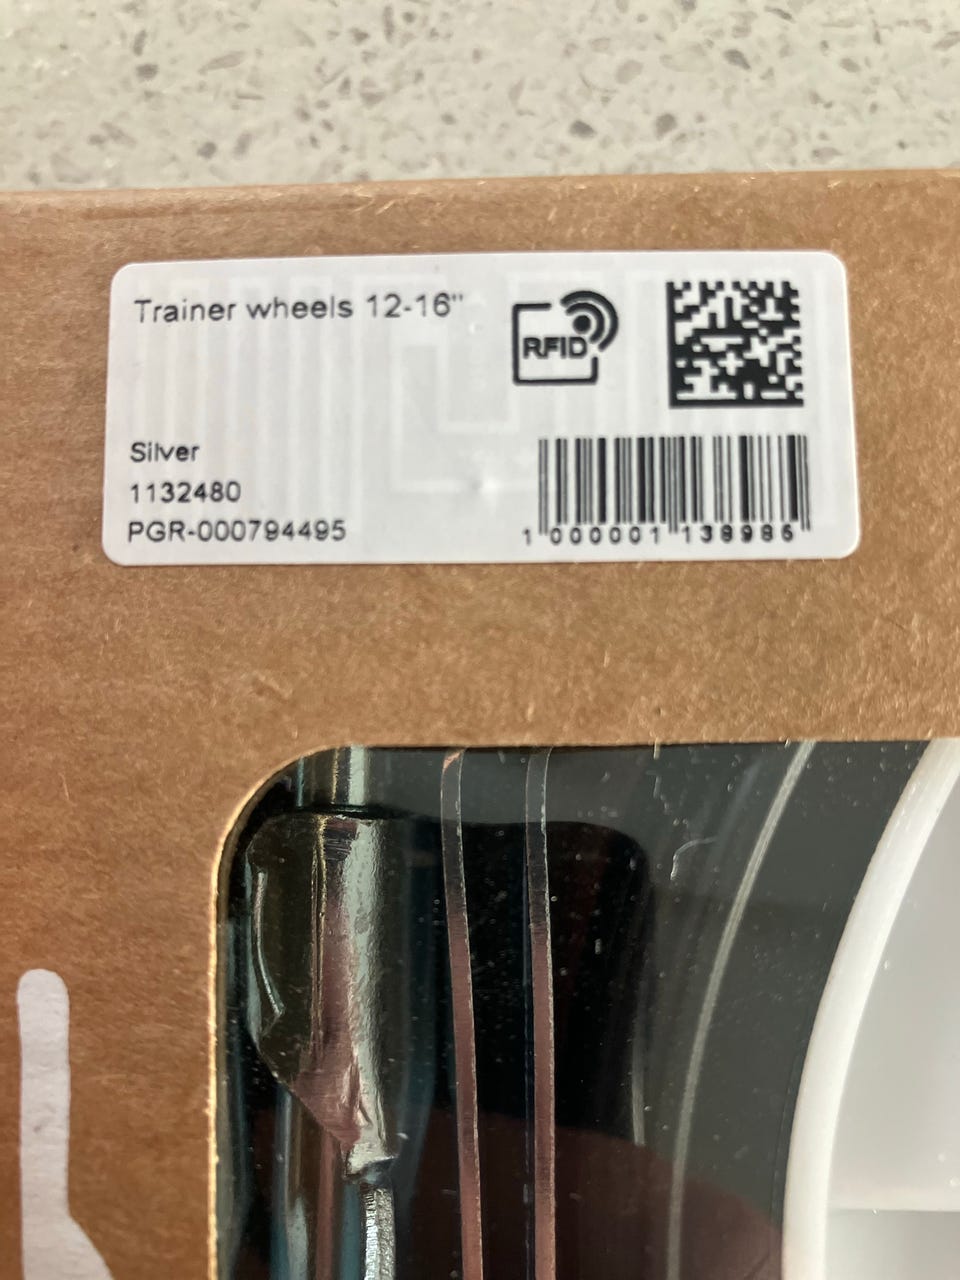 Trainer wheels 12-16"
RFID
Silver
1132480
PGR-000794495
1 000001 138986